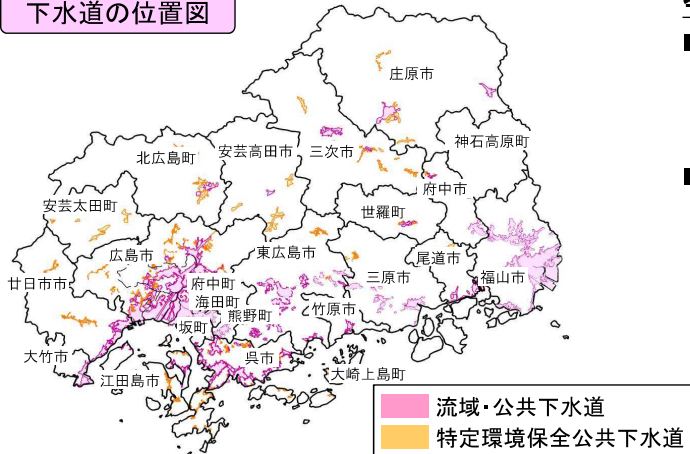 下水道の位置図
庄原市
神石高原町
北広島町
安芸高田市
三次市
府中市
安芸太田町
世羅町
広島市
東広島市
尾道市
廿日市市
府中町
三原市
福山市
海田町
熊野町
竹原市
坂町
大竹市
呉市
江田島市
大崎上島町
流域・公共下水道
特定環境保全公共下水道